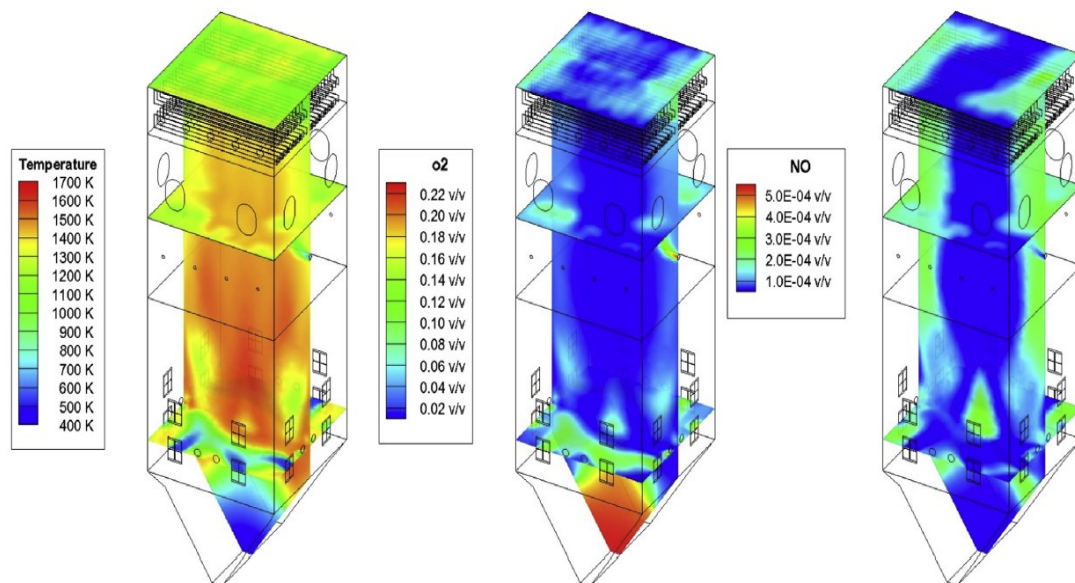 Temperature
1700 K
1600 K
1500 K
1400 K
1300 K
1200 K
1100 K
1000 K
900 K
800 K
700 K
600 K
500 K
400 K
o2
0.22 v/v
0.20 v/v
0.18 v/v
0.16 v/v
0.14 v/v
0.12 v/v
0.10 v/v
0.08 v/v
0.06 v/v
0.04 v/v
0.02 v/v
NO
5.0E-04 v/v
4.0E-04 v/v
3.0E-04 v/v
2.0E-04 v/v
1.0E-04 v/v